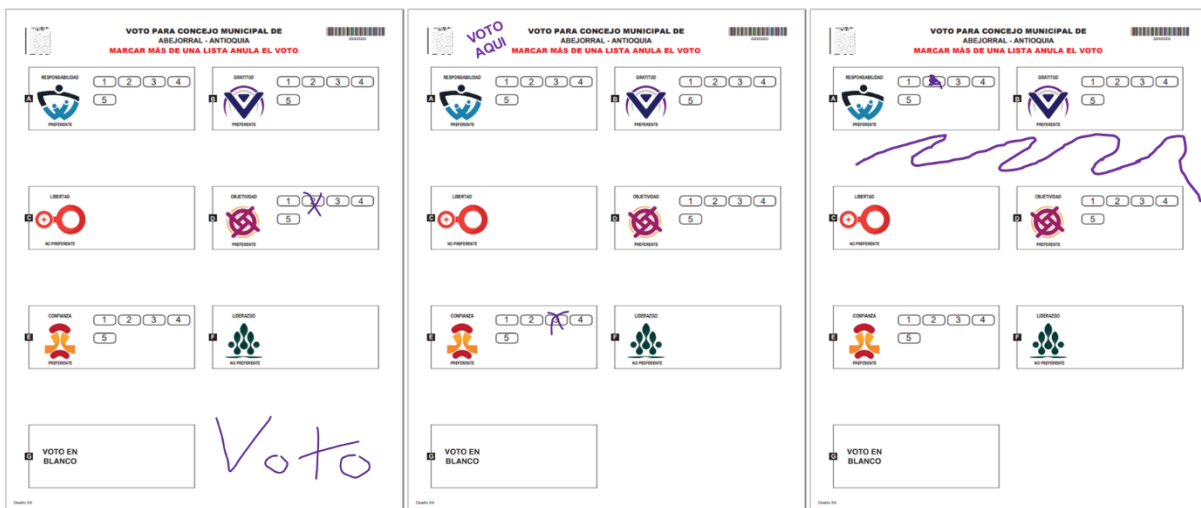 VOTO PARA CONCEJO MUNICIPAL DE
ABEJORRAL - ANTIOQUIA
MARCAR MÁS DE UNA LISTA ANULA EL VOTO
A
RESPONSABILIDAD
1 2 3 4
5
PREFERENTE
B
GRATITUD
1 2 3 4
5
PREFERENTE
C
LIBERTAD
NO PREFERENTE
D
OBJETIVIDAD
1 2 3 4
5
PREFERENTE
E
CONFIANZA
1 2 3 4
5
PREFERENTE
F
LIDERAZGO
NO PREFERENTE
G
VOTO EN
BLANCO
Voto
VOTO
AQUI
VOTO PARA CONCEJO MUNICIPAL DE
ABEJORRAL - ANTIOQUIA
MARCAR MÁS DE UNA LISTA ANULA EL VOTO
A
RESPONSABILIDAD
1 2 3 4
5
PREFERENTE
B
GRATITUD
1 2 3 4
5
PREFERENTE
C
LIBERTAD
NO PREFERENTE
D
OBJETIVIDAD
1 2 3 4
5
PREFERENTE
E
CONFIANZA
1 2 3 4
5
PREFERENTE
F
LIDERAZGO
NO PREFERENTE
G
VOTO EN
BLANCO
VOTO PARA CONCEJO MUNICIPAL DE
ABEJORRAL - ANTIOQUIA
MARCAR MÁS DE UNA LISTA ANULA EL VOTO
A
RESPONSABILIDAD
1 2 3 4
5
PREFERENTE
B
GRATITUD
1 2 3 4
5
PREFERENTE
C
LIBERTAD
NO PREFERENTE
D
OBJETIVIDAD
1 2 3 4
5
PREFERENTE
E
CONFIANZA
1 2 3 4
5
PREFERENTE
F
LIDERAZGO
NO PREFERENTE
G
VOTO EN
BLANCO